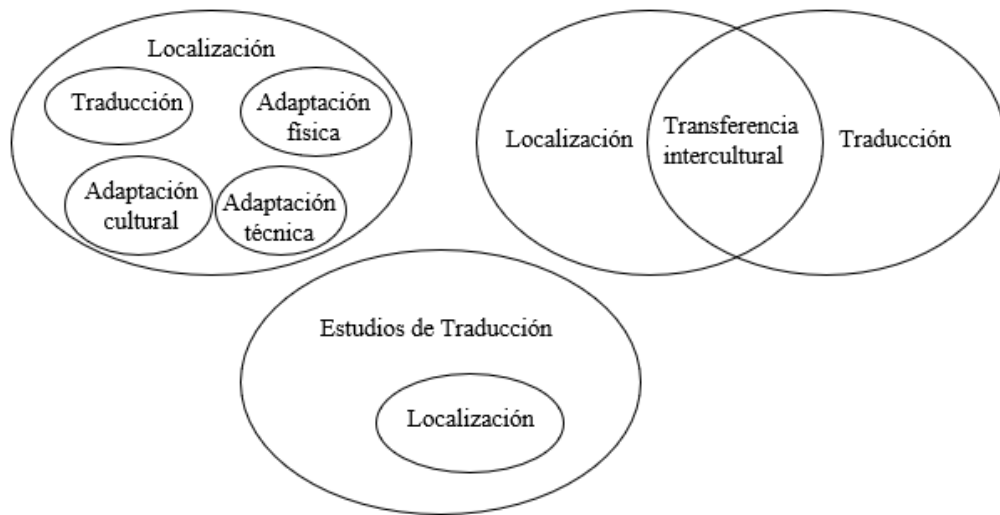 Localización
Traducción
Adaptación
física
Adaptación
cultural
Adaptación
técnica
Localización
Transferencia
intercultural
Traducción
Estudios de Traducción
Localización